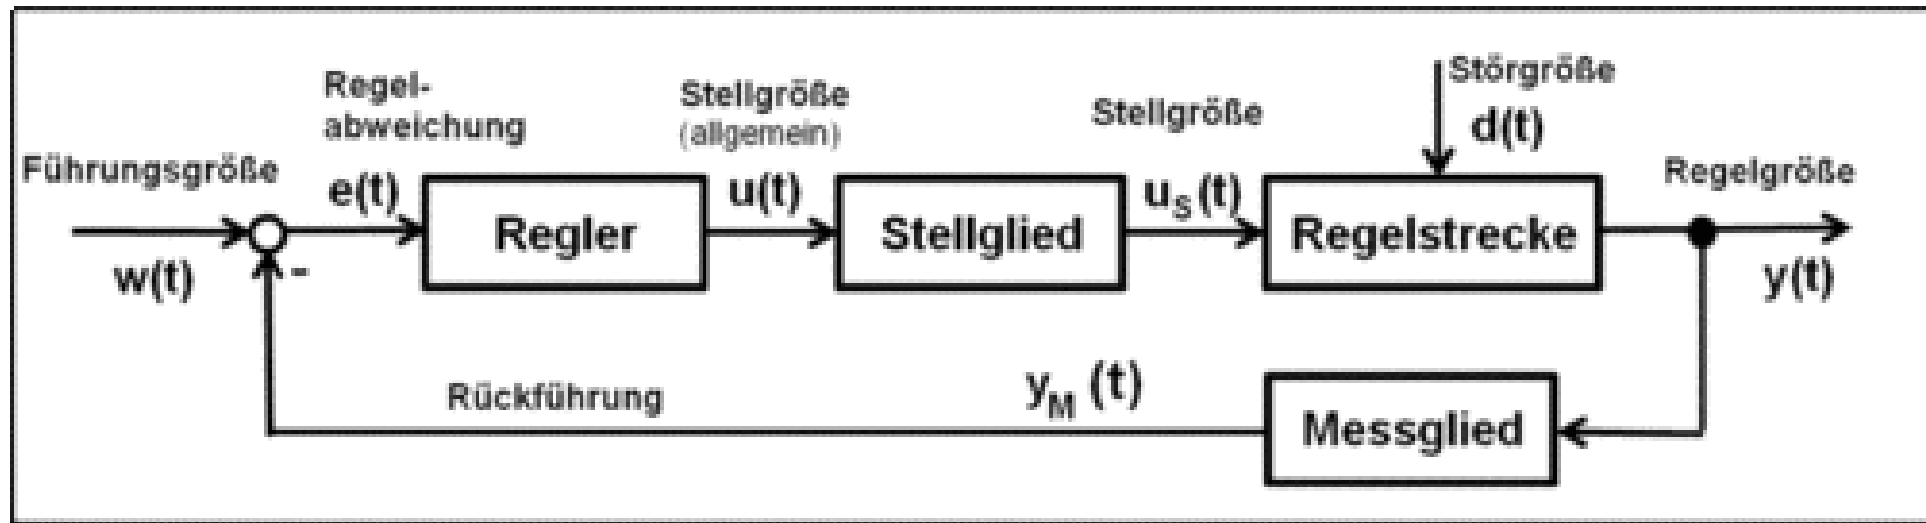 Führungsgröße
w(t)
Regel-
abweichung
e(t)
-
Regler
Stellgröße
(allgemein)
u(t)
Stellglied
Stellgröße
uS(t)
Störgröße
d(t)
Regelstrecke
Regelgröße
y(t)
Rückführung
yM (t)
Messglied